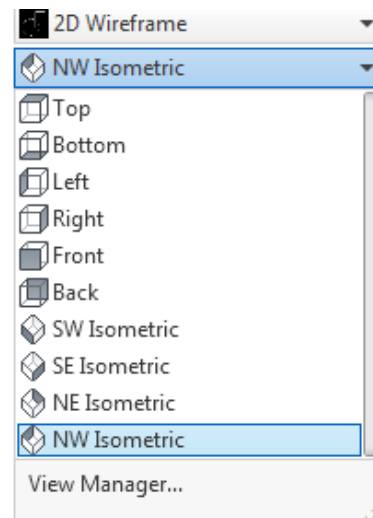 2D Wireframe
NW Isometric
Top
Bottom
Left
Right
Front
Back
SW Isometric
SE Isometric
NE Isometric
NW Isometric
View Manager...